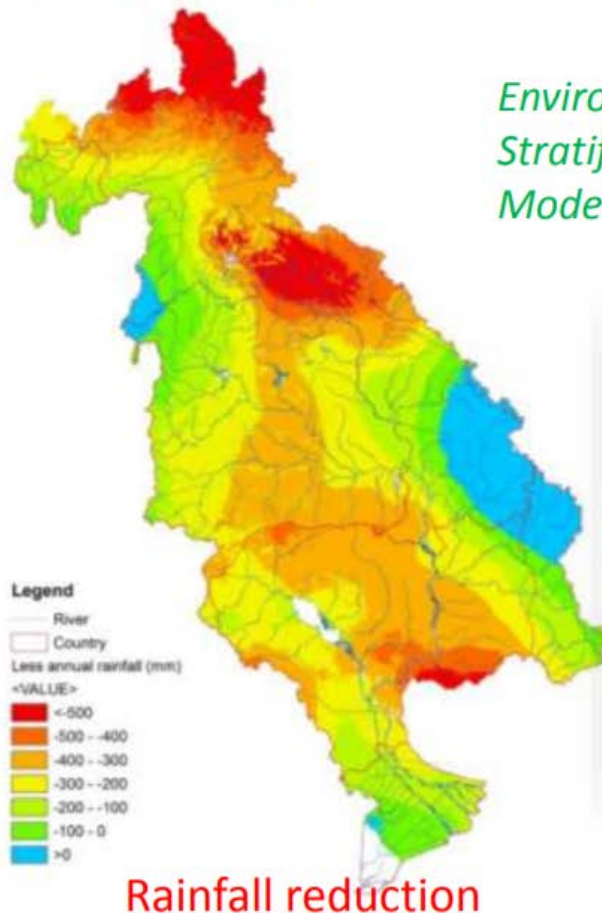 Enviro
Stratif
Mode
Legend
River
Country
Less annual rainfall (mm)
<VALUE>
<-500
-500 - -400
-400 - -300
-300 - -200
-200 - -100
-100 - 0
>0
Rainfall reduction